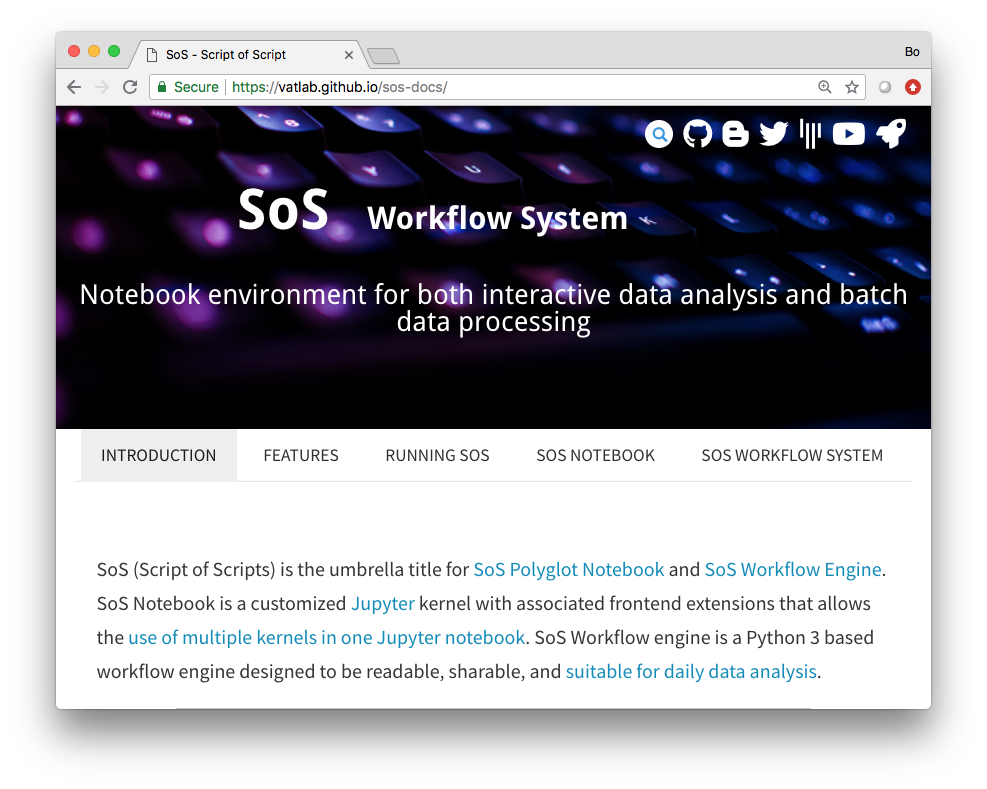 SoS - Script of Script
Bo
Secure
https://vatlab.github.io/sos-docs/
SoS Workflow System
Notebook environment for both interactive data analysis and batch
data processing
INTRODUCTION FEATURES RUNNING SOS SOS NOTEBOOK SOS WORKFLOW SYSTEM
SoS (Script of Scripts) is the umbrella title for SoS Polyglot Notebook and SoS Workflow Engine.
SoS Notebook is a customized Jupyter kernel with associated frontend extensions that allows
the use of multiple kernels in one Jupyter notebook. SoS Workflow engine is a Python 3 based
workflow engine designed to be readable, sharable, and suitable for daily data analysis.